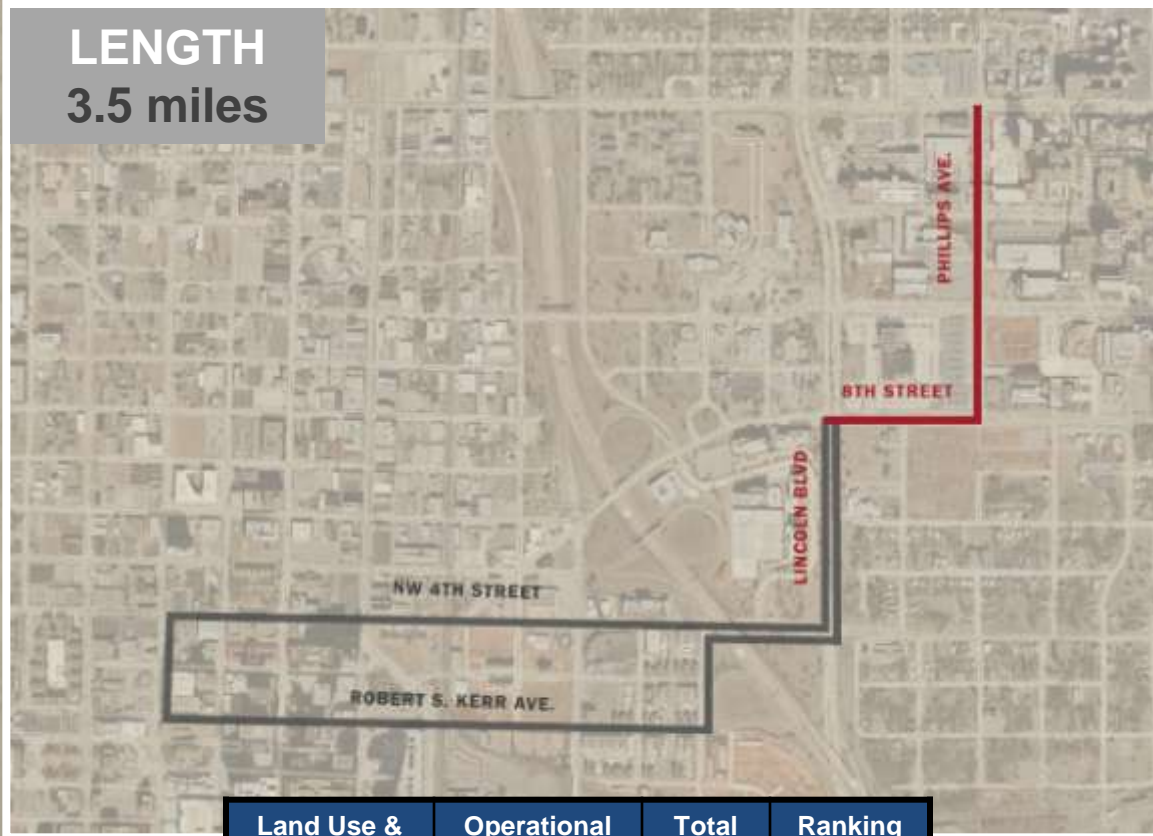 LENGTH
3.5 miles
PHILLIPS AVE.
8TH STREET
LINCOLN BLVD
NW 4TH STREET
ROBERT S. KERR AVE.
Land Use & Operational Total Ranking